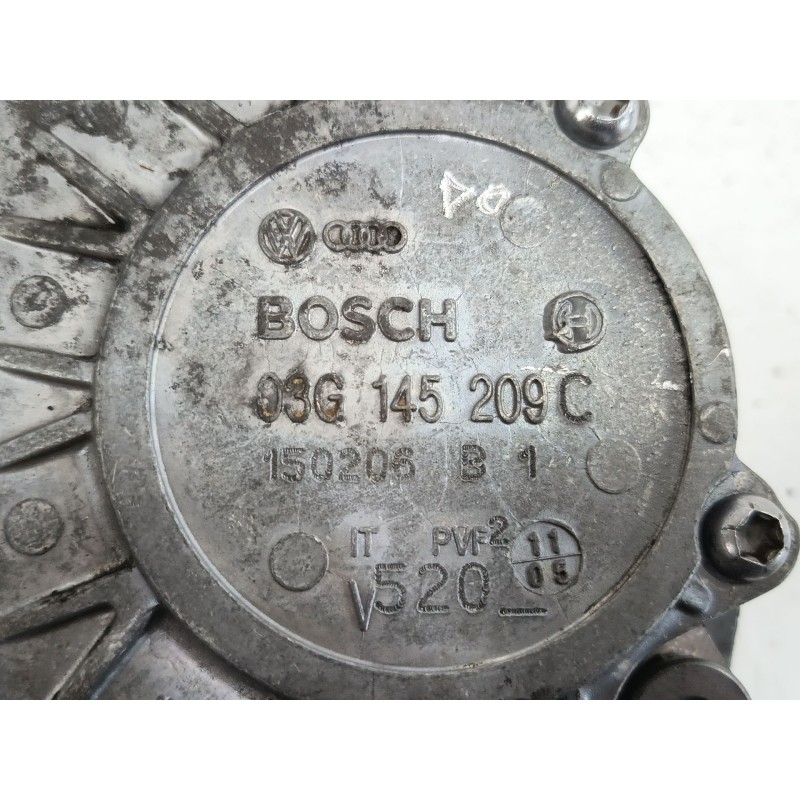 BOSCH
03G 145 209 C
150206 B 1
IT PVF2 11
05
V520